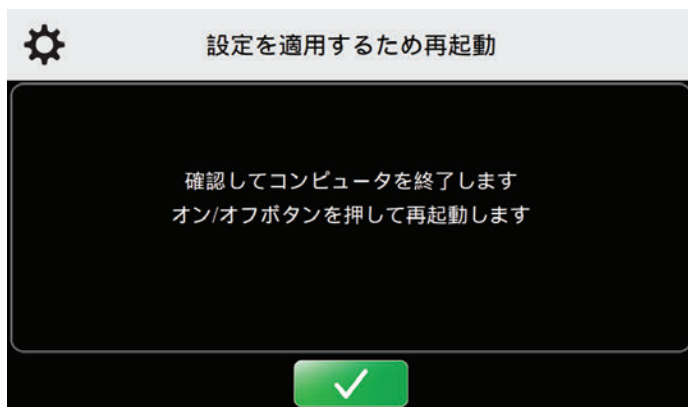 設定を適用するため再起動
確認してコンピュータを終了します
オン/オフボタンを押して再起動します